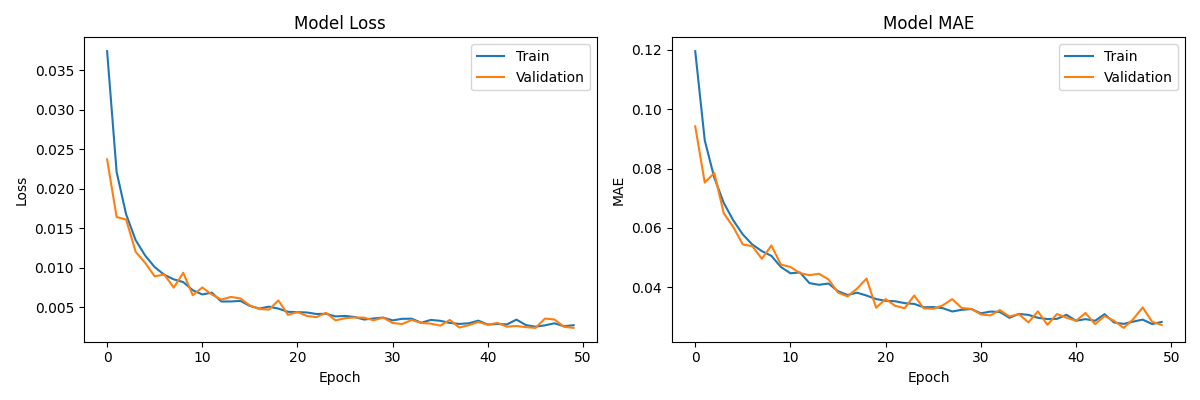 Model Loss
Train
Validation
0.035
0.030
0.025
0.020
0.015
0.010
0.005
Loss
0 10 20 30 40 50
Epoch
Model MAE
Train
Validation
0.12
0.10
0.08
0.06
0.04
MAE
0 10 20 30 40 50
Epoch